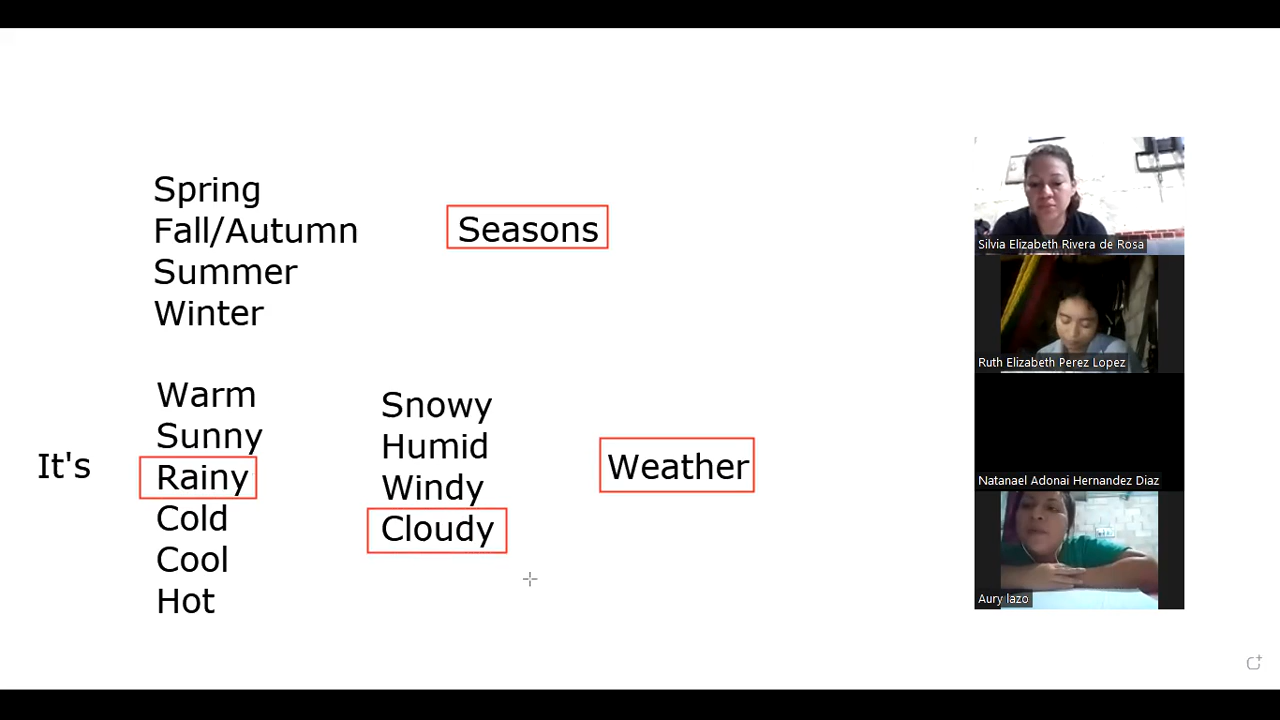 Spring
Fall/Autumn
Summer
Winter
Seasons
It's
Warm
Sunny
Rainy
Cold
Cool
Hot
Snowy
Humid
Windy
Cloudy
Weather
Silvia Elizabeth Rivera de Rosa
Ruth Elizabeth Perez Lopez
Natanael Adonai Hernandez Diaz
Aury lazo